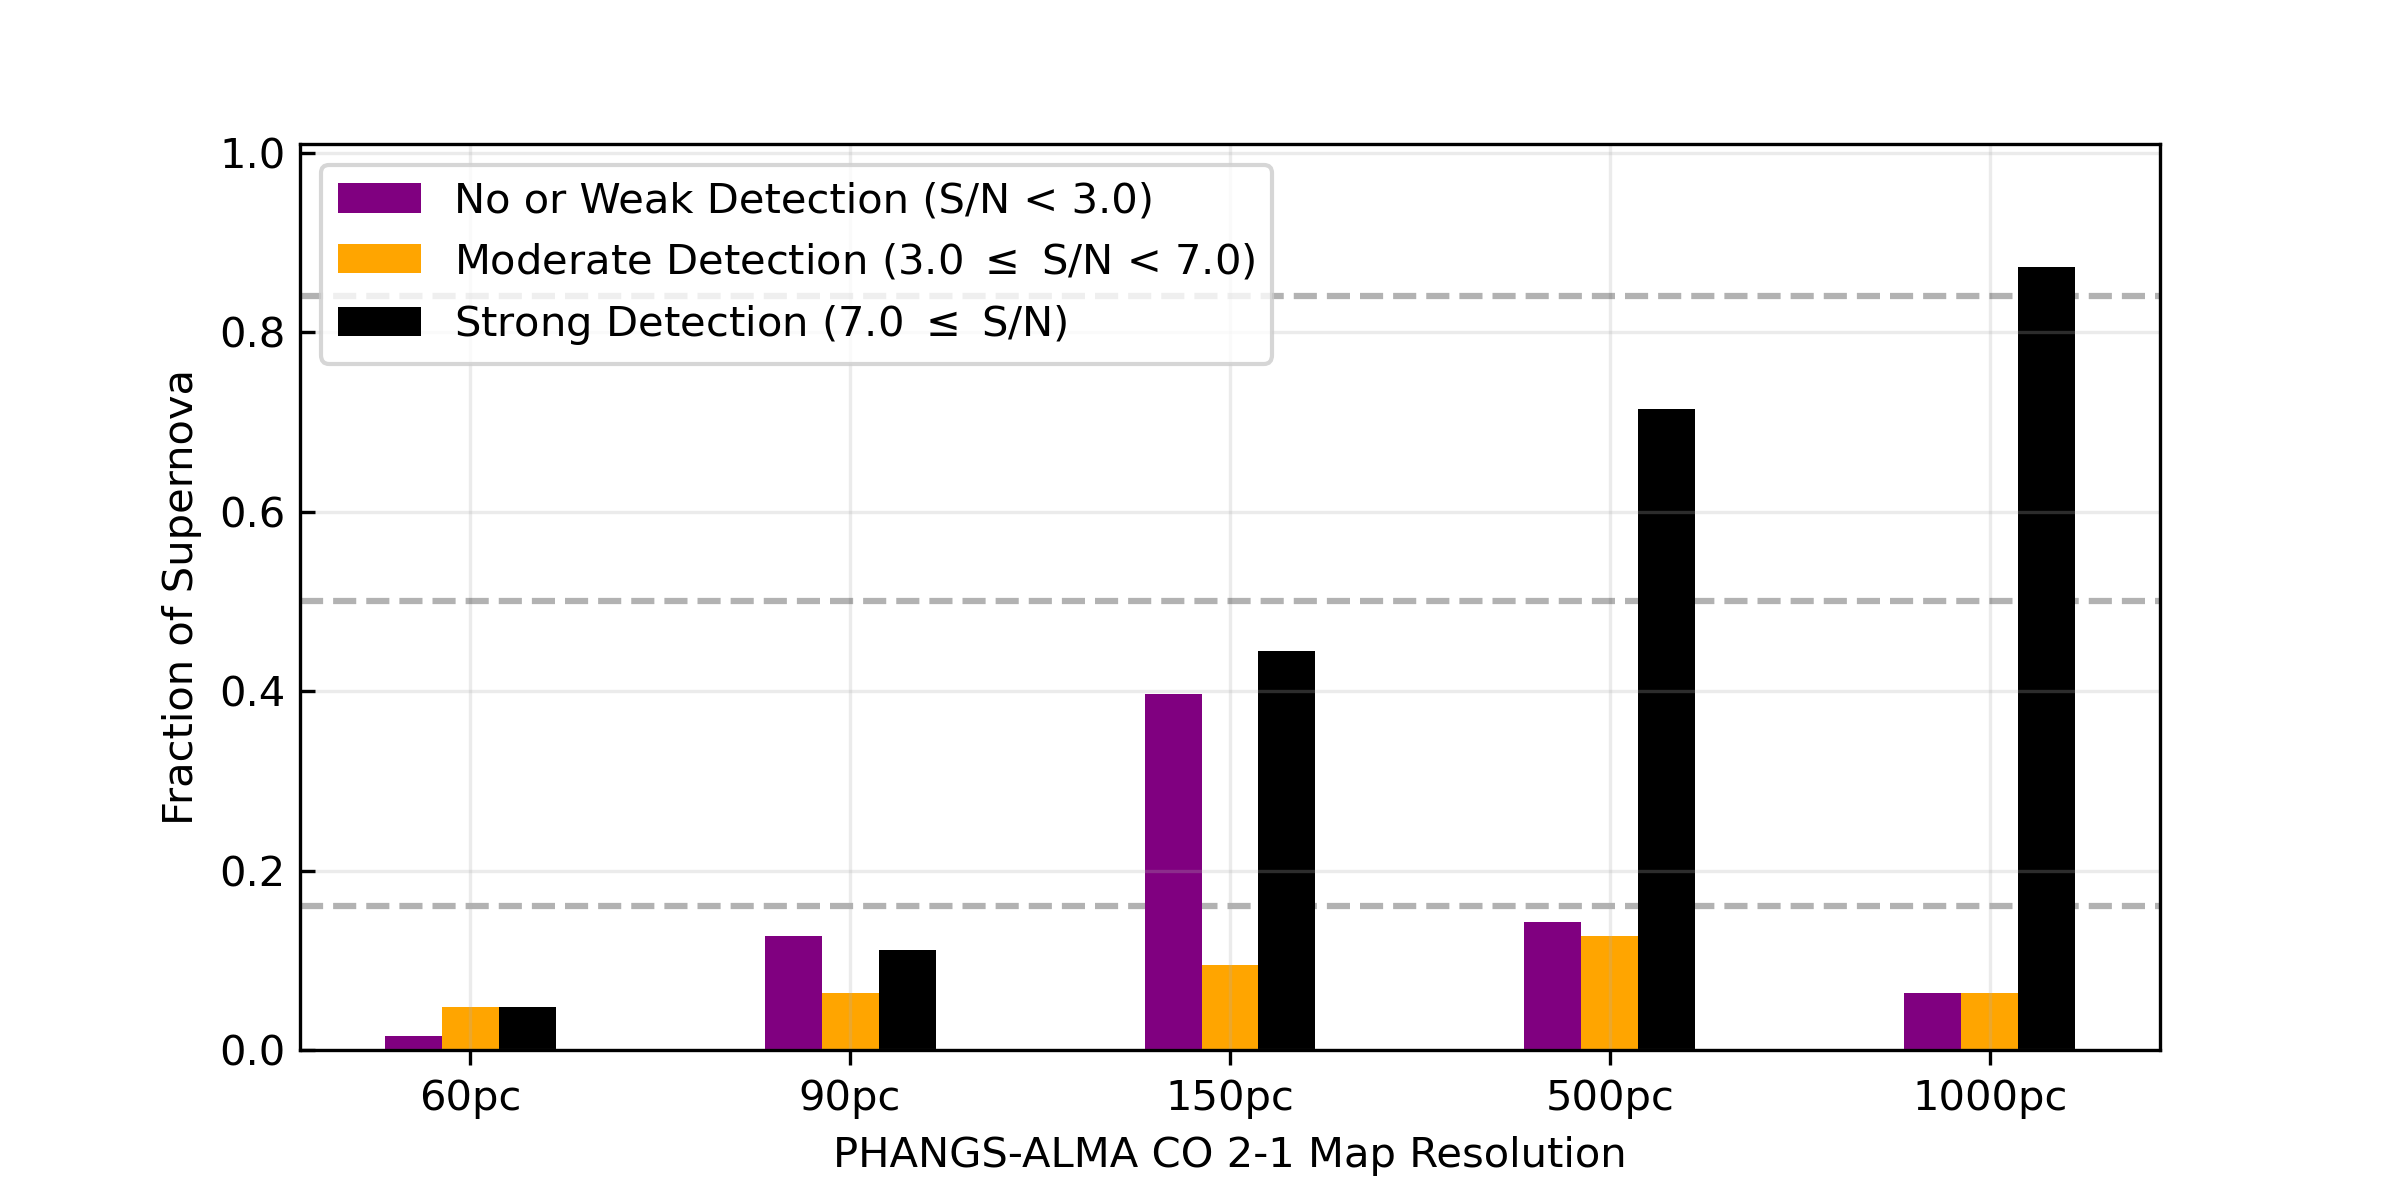 1.0
0.8
0.6
0.4
0.2
0.0
Fraction of Supernova
No or Weak Detection (S/N < 3.0)
Moderate Detection (3.0 ≤ S/N < 7.0)
Strong Detection (7.0 ≤ S/N)
60pc 90pc 150pc 500pc 1000pc
PHANGS-ALMA CO 2-1 Map Resolution